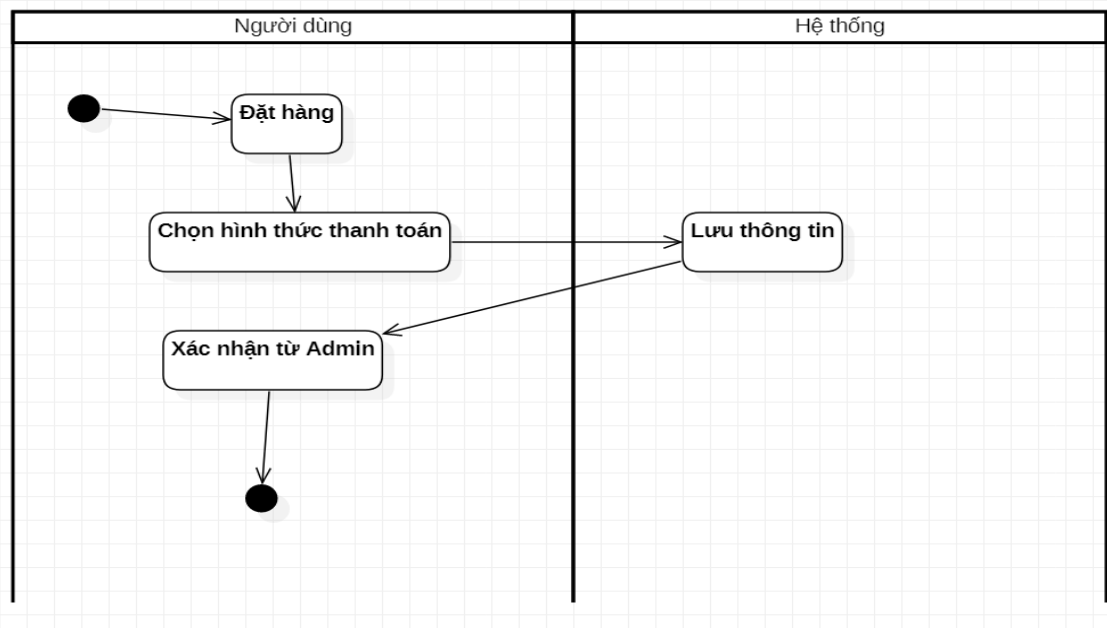 Người dùng
Hệ thống
Đặt hàng
Chọn hình thức thanh toán
Lưu thông tin
Xác nhận từ Admin